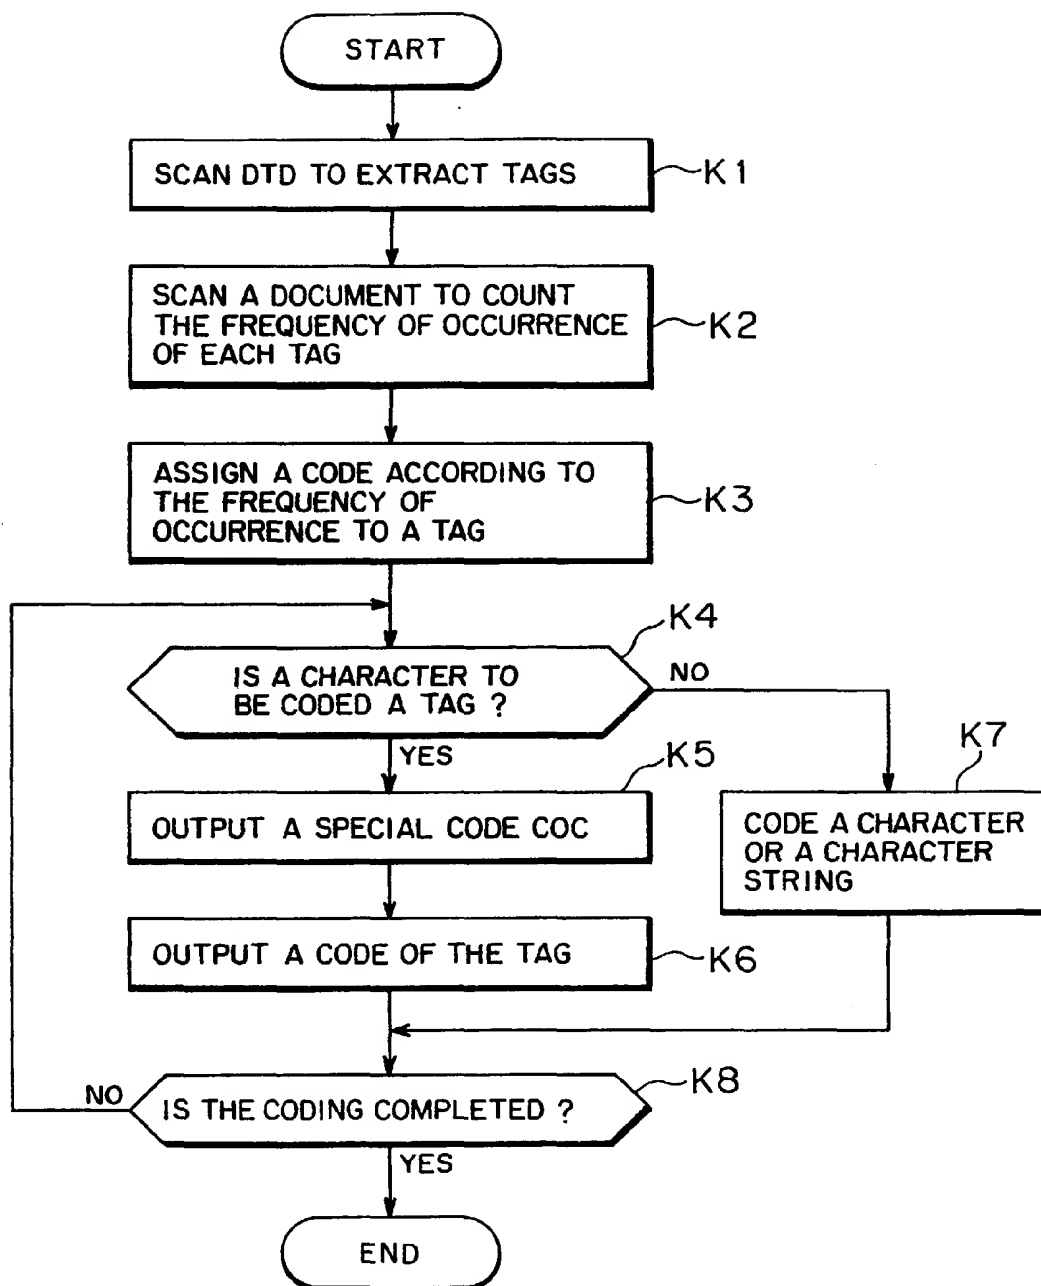 START
SCAN DTD TO EXTRACT TAGS
K1
SCAN A DOCUMENT TO COUNT
THE FREQUENCY OF OCCURRENCE
OF EACH TAG
K2
ASSIGN A CODE ACCORDING TO
THE FREQUENCY OF
OCCURRENCE TO A TAG
K3
K4
IS A CHARACTER TO
BE CODED A TAG ?
NO
YES
K5
OUTPUT A SPECIAL CODE COC
K7
CODE A CHARACTER
OR A CHARACTER
STRING
OUTPUT A CODE OF THE TAG
K6
K8
NO
IS THE CODING COMPLETED ?
YES
END